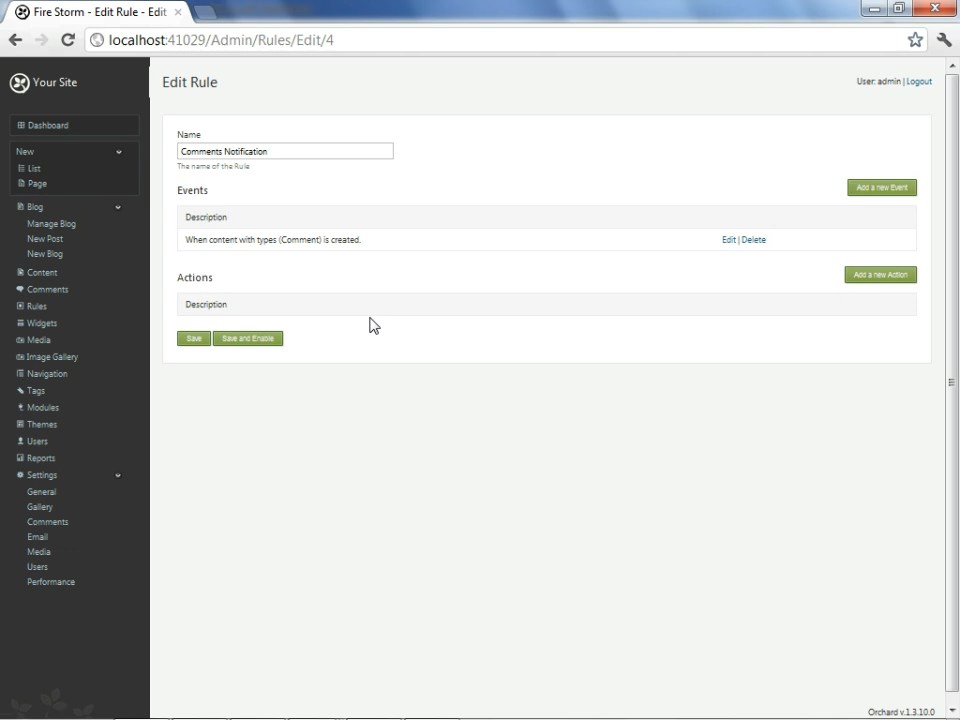 Fire Storm - Edit Rule - Edit
localhost:41029/Admin/Rules/Edit/4
Your Site
Edit Rule
User: admin | Logout
Dashboard
New
List
Page
Blog
Manage Blog
New Post
New Blog
Content
Comments
Rules
Widgets
Media
Image Gallery
Navigation
Tags
Modules
Themes
Users
Reports
Settings
General
Gallery
Comments
Email
Media
Users
Performance
Name
Comments Notification
The name of the Rule
Events
Add a new Event
Description
When content with types (Comment) is created.
Edit | Delete
Actions
Add a new Action
Description
Save
Save and Enable
Orchard v.1.3.10.0